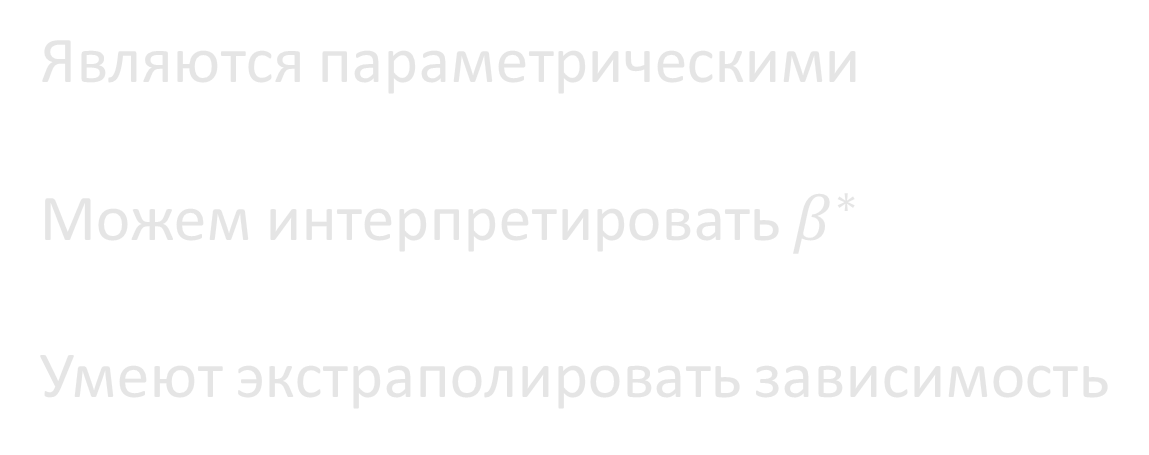 Являются параметрическими
Можем интерпретировать β*
Умеют экстраполировать зависимость